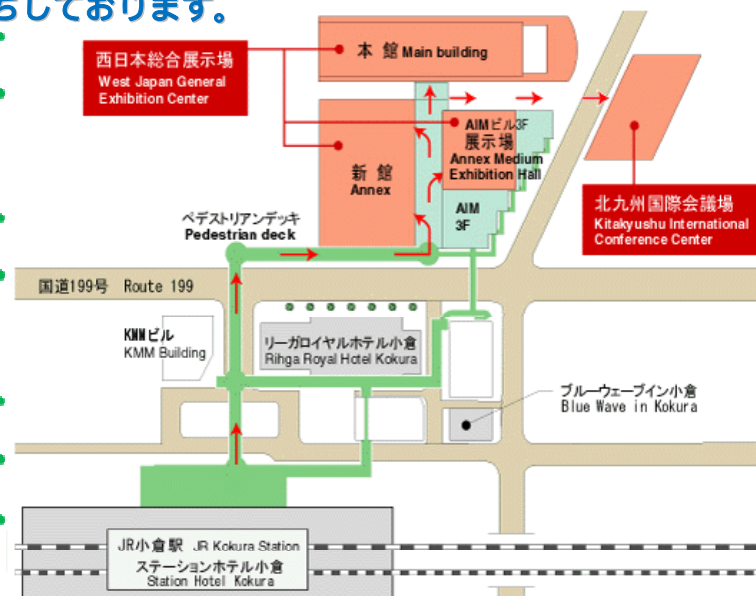 ちしております。
西日本総合展示場
West Japan General
Exhibition Center
本 館 Main building
AIMビル3F
展示場
Annex Medium
Exhibition Hall
新 館
Annex
AIM
3F
北九州国際会議場
Kitakyushu International
Conference Center
ペデストリアンデッキ
Pedestrian deck
国道199号 Route 199
KMMビル
KMM Building
リーガロイヤルホテル小倉
Rihga Royal Hotel Kokura
ブルーウェーブイン小倉
Blue Wave in Kokura
JR小倉駅 JR Kokura Station
ステーションホテル小倉
Station Hotel Kokura